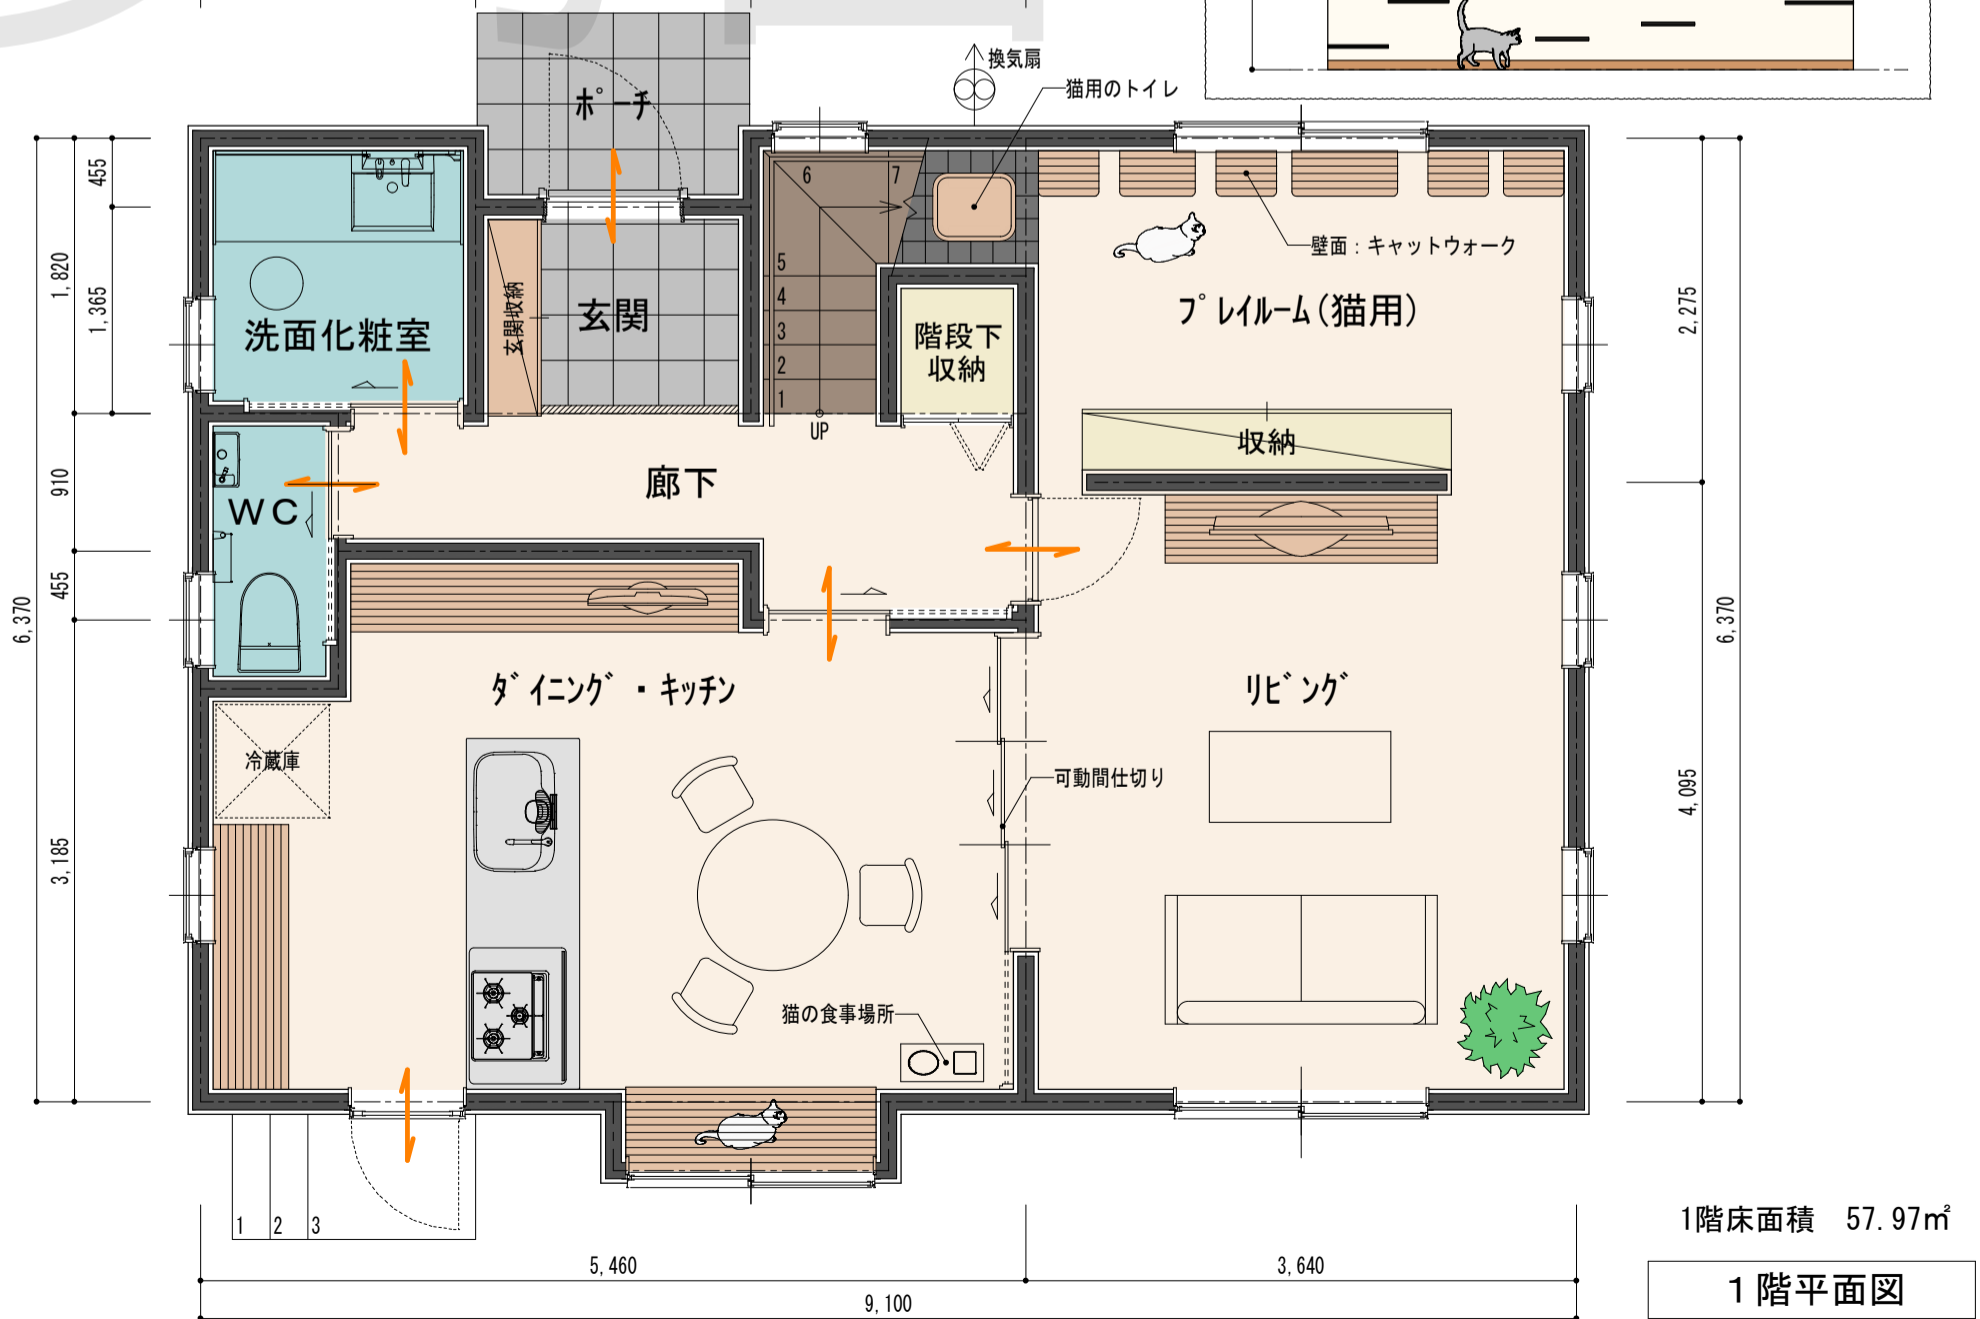 換気扇
猫用のトイレ
ポーチ
455
1,820
1,365
910
455
6,370
3,185
洗面化粧室
玄関収納
玄関
7
6
5
4
3
2
1
UP
階段下
収納
プレイルーム(猫用)
壁面：キャットウォーク
収納
2,275
6,370
4,095
WC
廊下
ダイニング・キッチン
リビング
冷蔵庫
可動間仕切り
猫の食事場所
1
2
3
5,460
3,640
9,100
1階床面積 57.97㎡
1階平面図